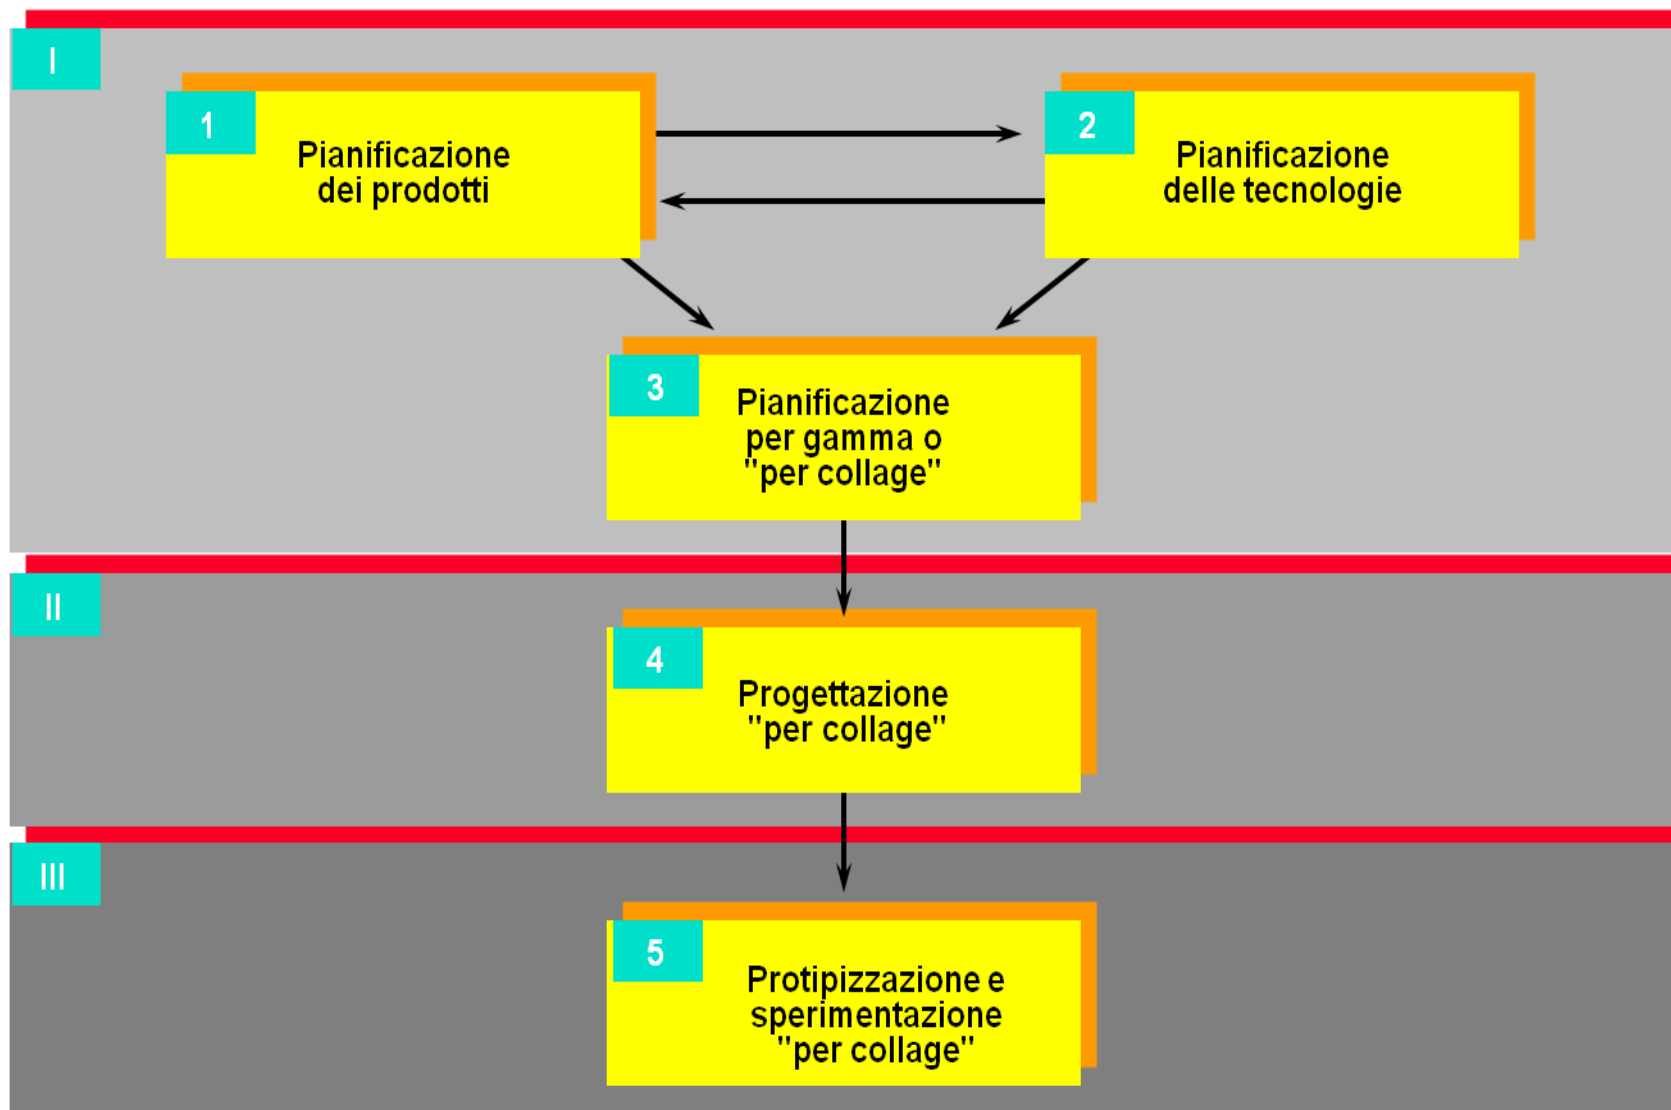 I
1
Pianificazione
dei prodotti
2
Pianificazione
delle tecnologie
3
Pianificazione
per gamma o
"per collage"
II
4
Progettazione
"per collage"
III
5
Protipizzazione e
sperimentazione
"per collage"